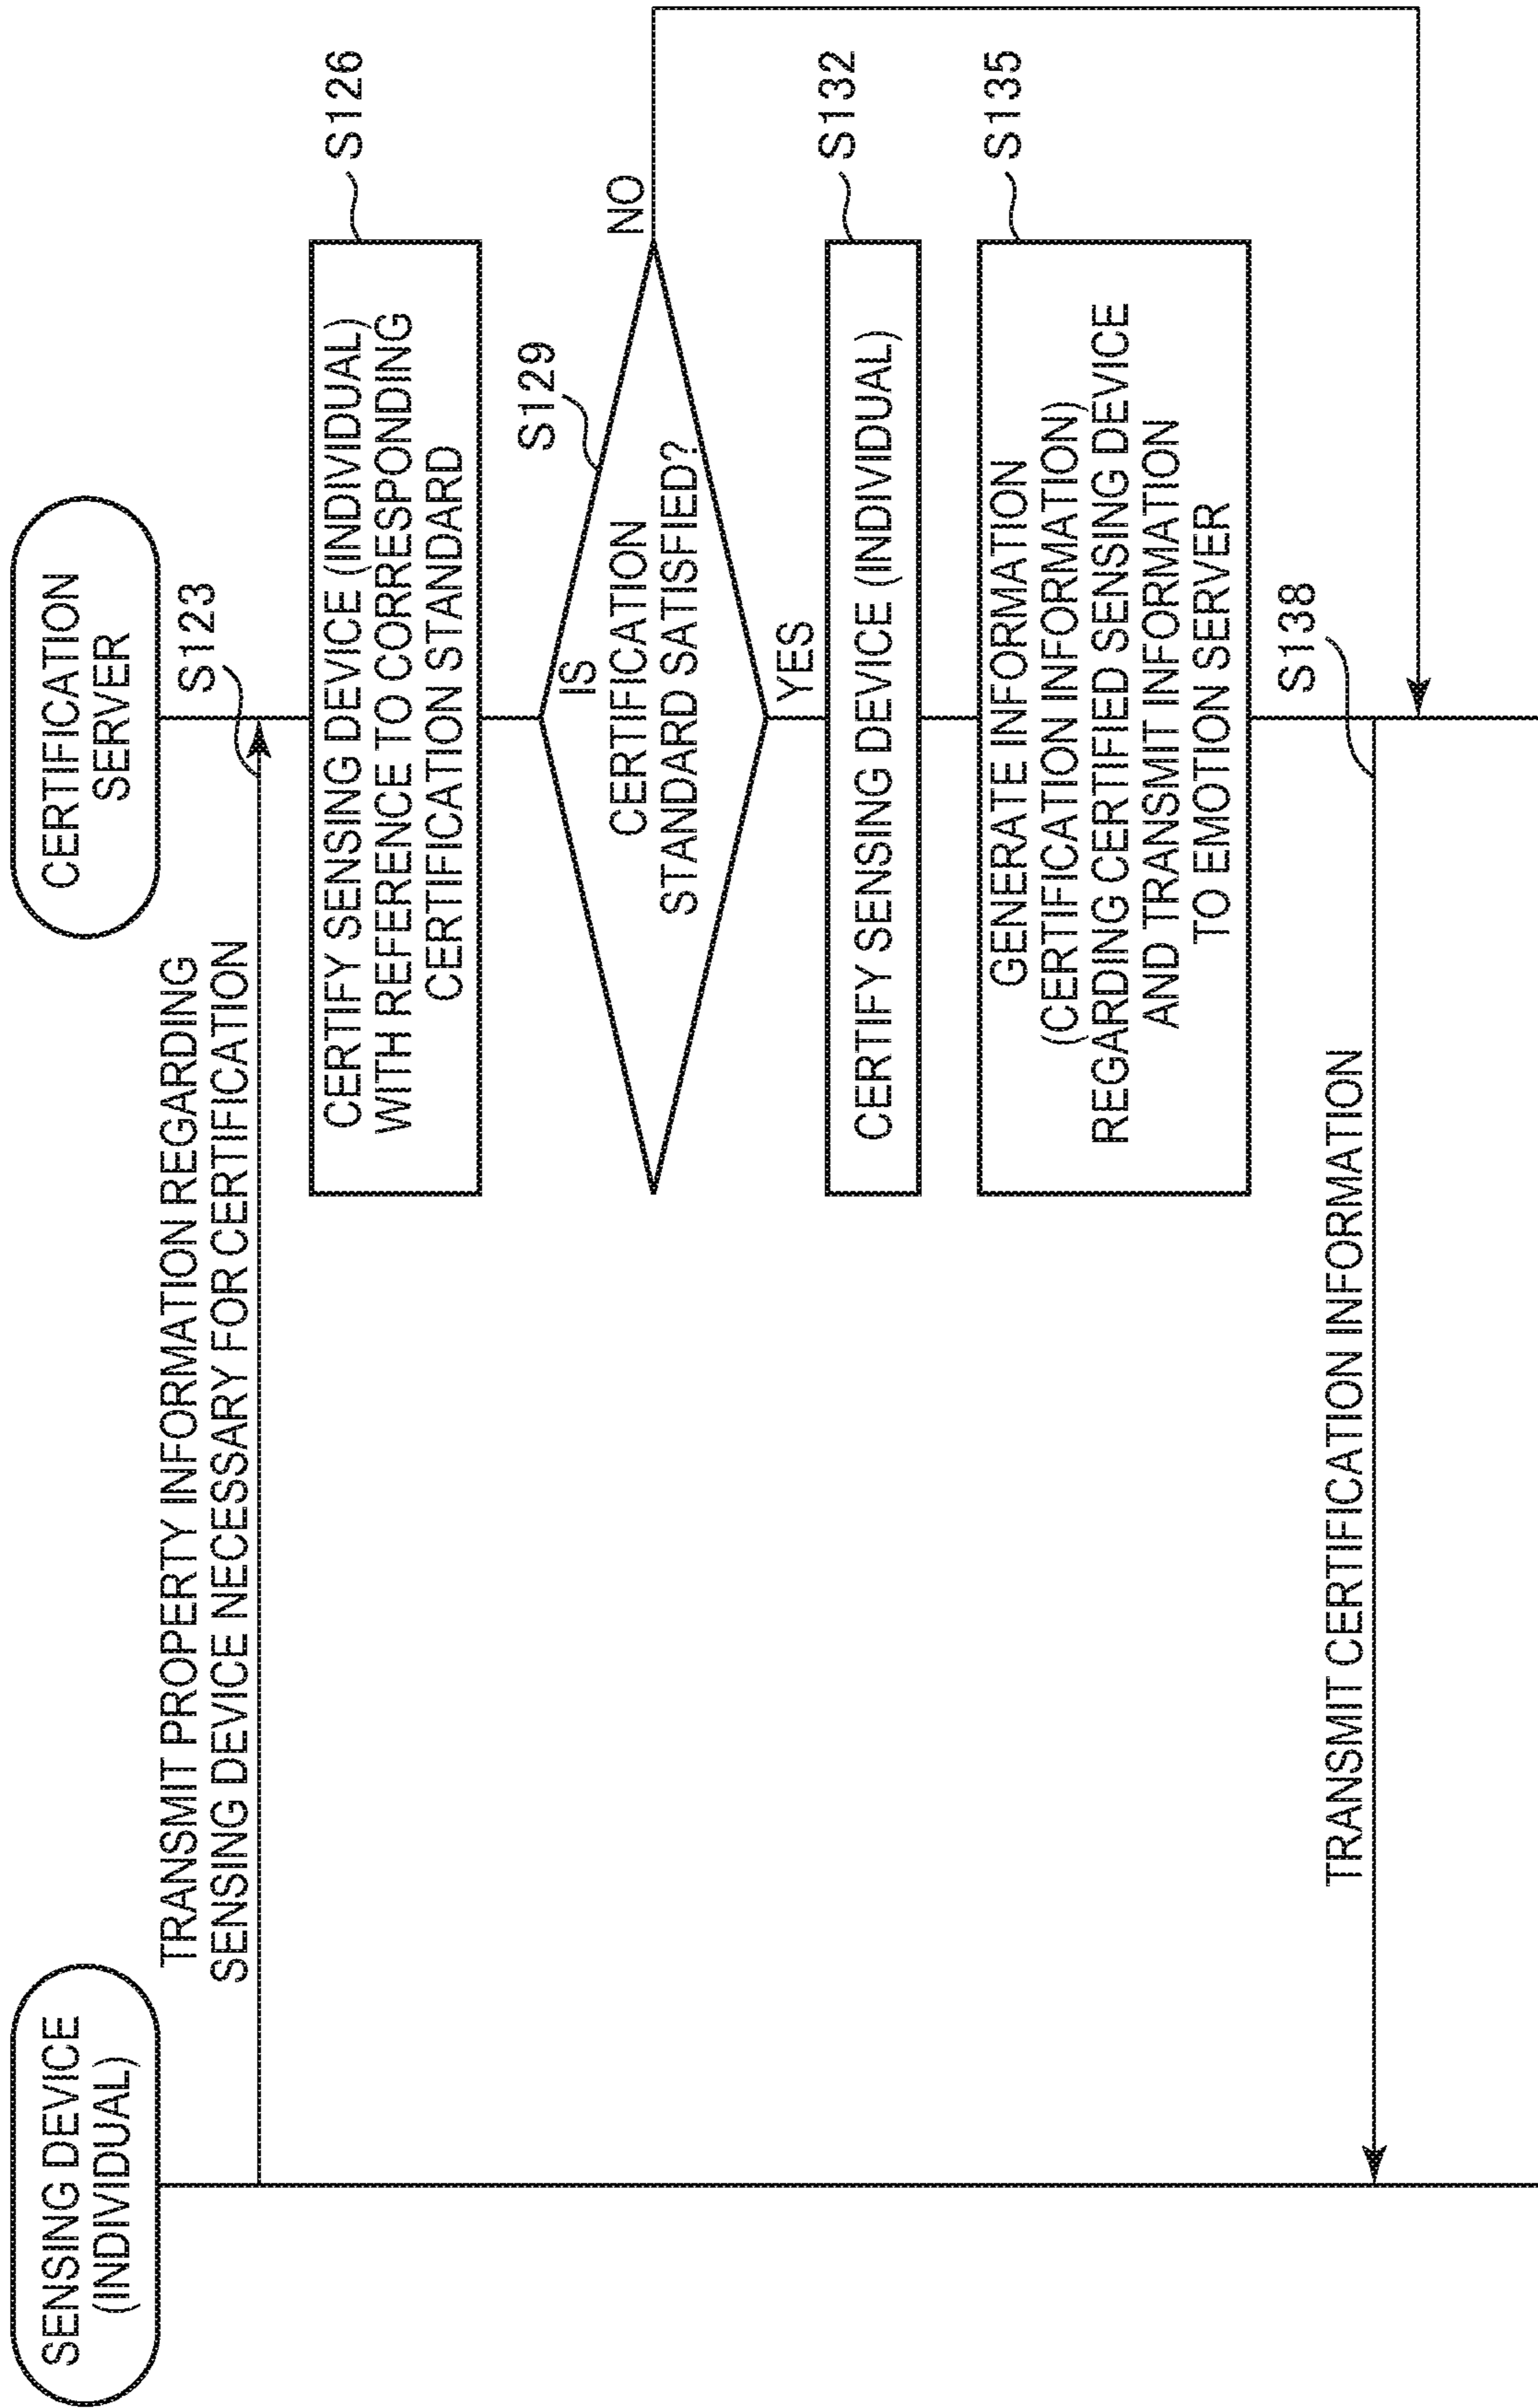 SENSING DEVICE
(INDIVIDUAL)
CERTIFICATION
SERVER
TRANSMIT PROPERTY INFORMATION REGARDING
SENSING DEVICE NECESSARY FOR CERTIFICATION
S123
CERTIFY SENSING DEVICE (INDIVIDUAL)
WITH REFERENCE TO CORRESPONDING
CERTIFICATION STANDARD
S126
S129
IS
CERTIFICATION
STANDARD SATISFIED?
NO
YES
CERTIFY SENSING DEVICE (INDIVIDUAL)
S132
GENERATE INFORMATION
(CERTIFICATION INFORMATION)
REGARDING CERTIFIED SENSING DEVICE
AND TRANSMIT INFORMATION
TO EMOTION SERVER
S135
TRANSMIT CERTIFICATION INFORMATION
S138